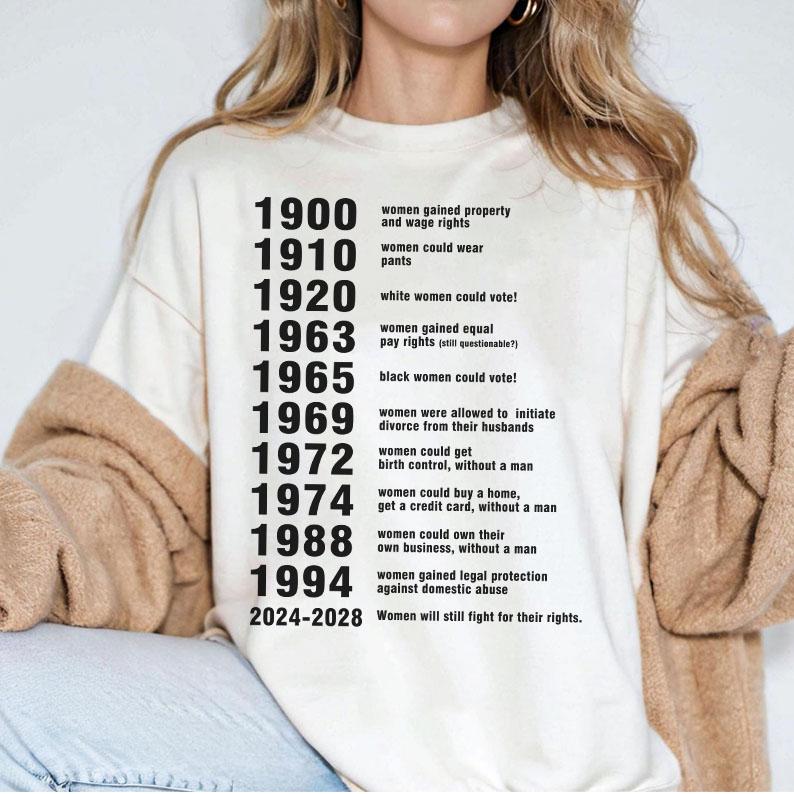 1900 women gained property
and wage rights
1910 women could wear
pants
1920 white women could vote!
1963 women gained equal
pay rights (still questionable?)
1965 black women could vote!
1969 women were allowed to initiate
divorce from their husbands
1972 women could get
birth control, without a man
1974 women could buy a home,
get a credit card, without a man
1988 women could own their
own business, without a man
1994 women gained legal protection
against domestic abuse
2024-2028 Women will still fight for their rights.